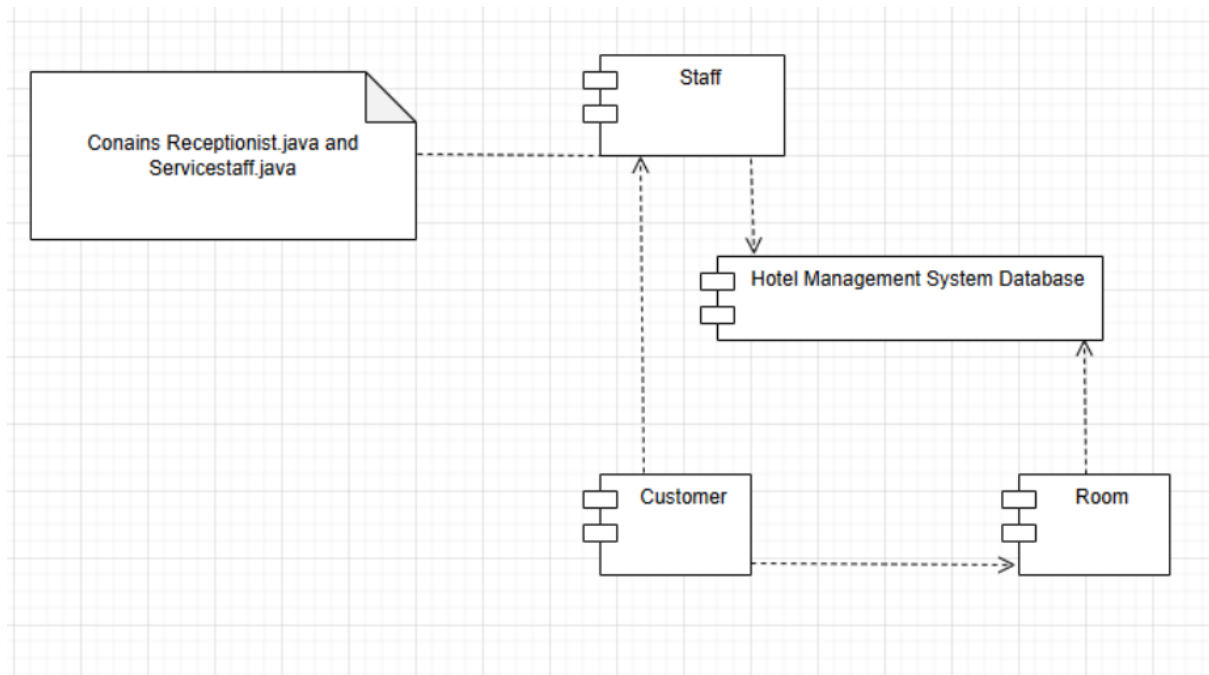 Staff
Conains Receptionist.java and
Servicestaff.java
Hotel Management System Database
Customer
Room